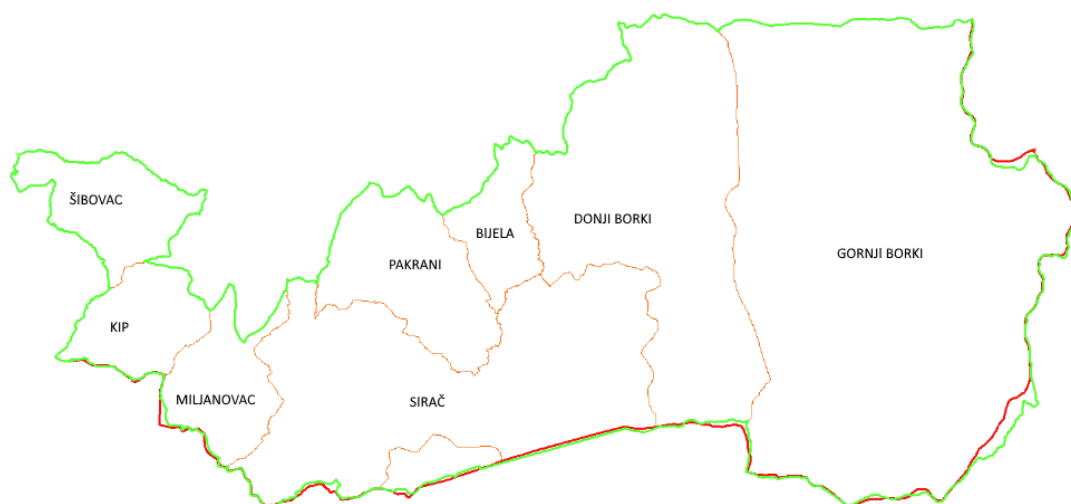 ŠIBOVAC
DONJI BORKI
BIJELA
GORNJI BORKI
PAKRANI
KIP
MILJANOVAC
SIRAČ